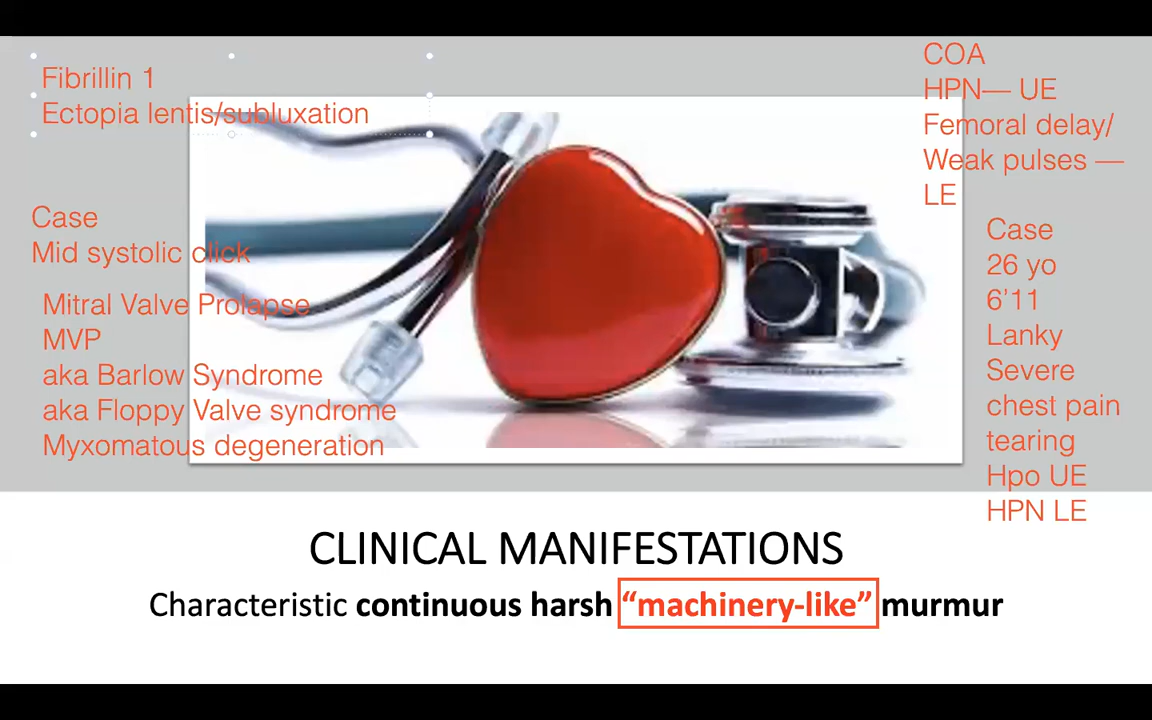 Fibrillin 1
Ectopia lentis/subluxation
Case
Mid systolic click
Mitral Valve Prolapse
MVP
aka Barlow Syndrome
aka Floppy Valve syndrome
Myxomatous degeneration
COA
HPN— UE
Femoral delay/
Weak pulses —
LE
Case
26 yo
6’11
Lanky
Severe
chest pain
tearing
Hpo UE
HPN LE
CLINICAL MANIFESTATIONS
Characteristic continuous harsh “machinery-like” murmur